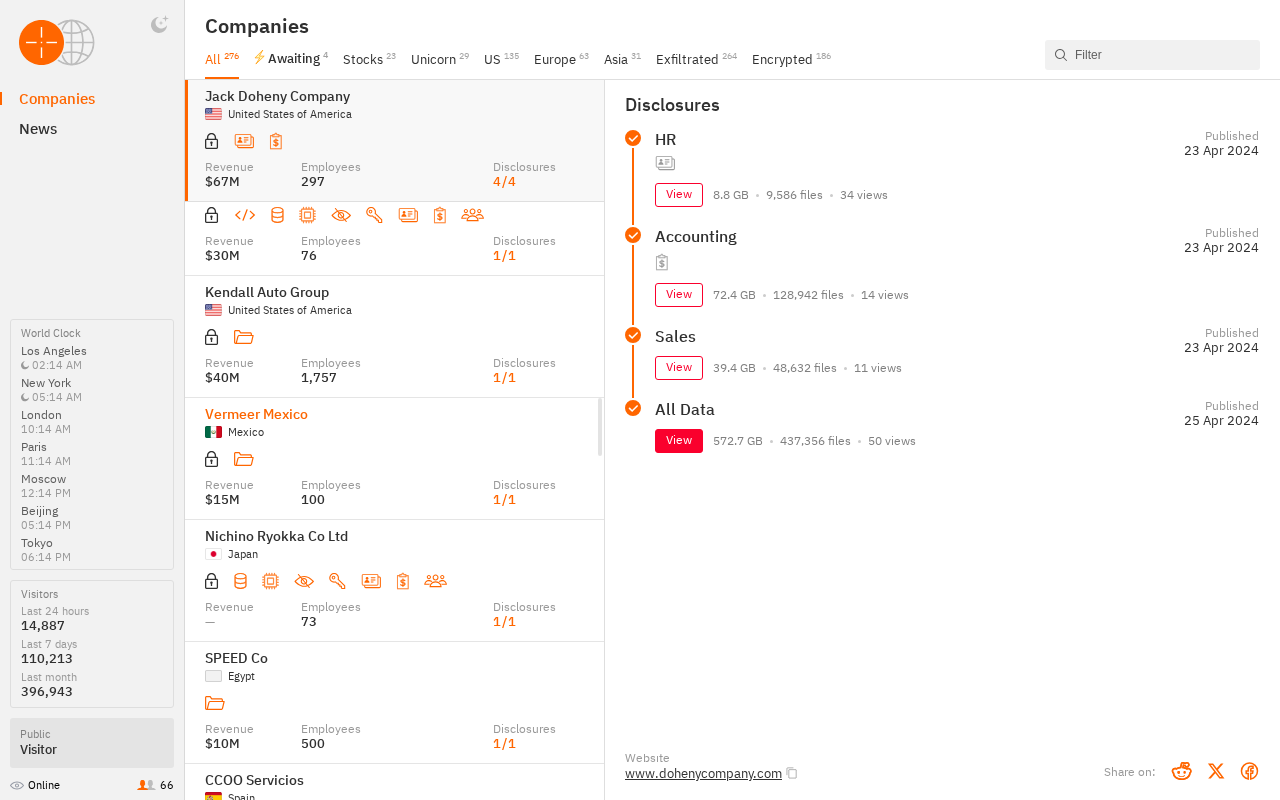 Companies
News
World Clock
Los Angeles
02:14 AM
New York
05:14 AM
London
10:14 AM
Paris
11:14 AM
Moscow
12:14 PM
Beijing
05:14 PM
Tokyo
06:14 PM
Visitors
Last 24 hours
14,887
Last 7 days
110,213
Last month
396,943
Public
Visitor
Online 66
Companies
All 276 Awaiting 4 Stocks 23 Unicorn 29 US 135 Europe 63 Asia 31 Exfiltrated 264 Encrypted 186
Filter
Jack Doheny Company
United States of America
Revenue Employees Disclosures
$67M 297 4/4
Revenue Employees Disclosures
$30M 76 1/1
Kendall Auto Group
United States of America
Revenue Employees Disclosures
$40M 1,757 1/1
Vermeer Mexico
Mexico
Revenue Employees Disclosures
$15M 100 1/1
Nichino Ryokka Co Ltd
Japan
Revenue Employees Disclosures
— 73 1/1
SPEED Co
Egypt
Revenue Employees Disclosures
$10M 500 1/1
CCOO Servicios
Spain
Disclosures
HR Published
23 Apr 2024
View 8.8 GB • 9,586 files • 34 views
Accounting Published
23 Apr 2024
View 72.4 GB • 128,942 files • 14 views
Sales Published
23 Apr 2024
View 39.4 GB • 48,632 files • 11 views
All Data Published
25 Apr 2024
View 572.7 GB • 437,356 files • 50 views
Website
www.dohenycompany.com
Share on: